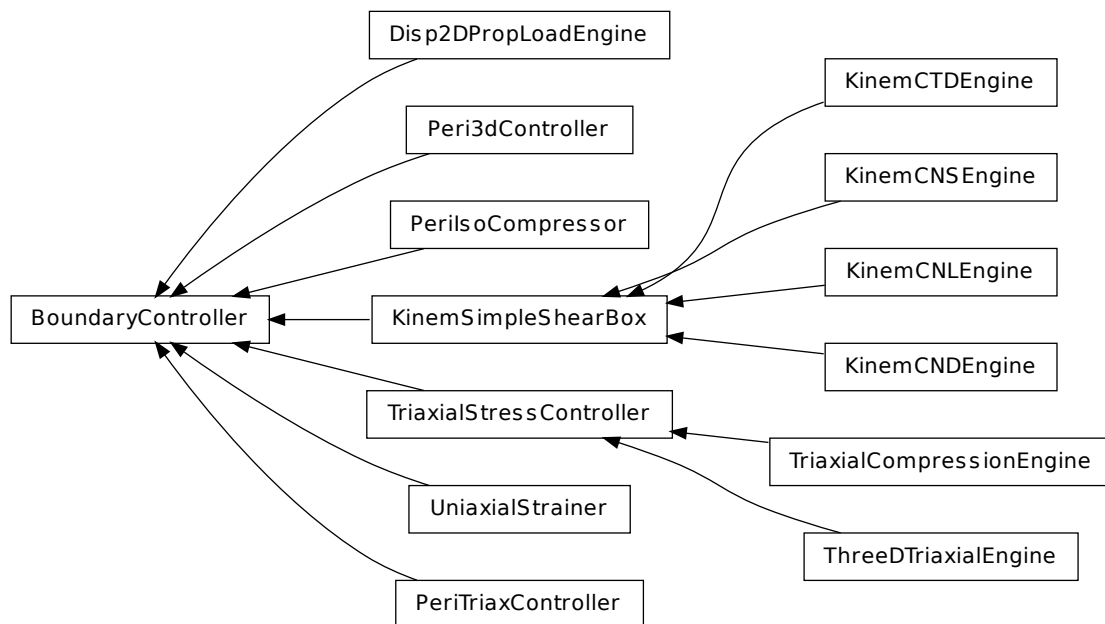 Disp2DPropLoadEngine
KinemCTDEngine
Peri3dController
KinemCNSEngine
PeriIsoCompressor
KinemCNLEngine
BoundaryController
KinemSimpleShearBox
KinemCNDEngine
TriaxialStressController
TriaxialCompressionEngine
UniaxialStrainer
ThreeDTriaxialEngine
PeriTriaxController